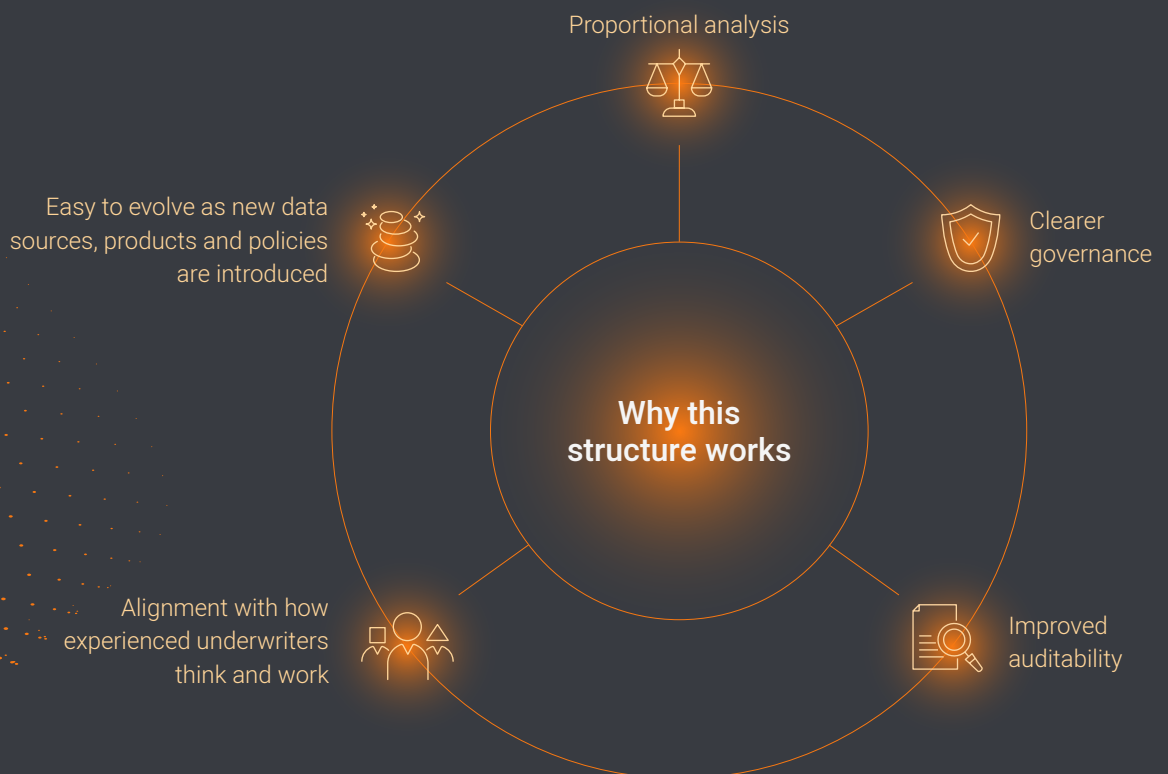 Proportional analysis
Easy to evolve as new data
sources, products and policies
are introduced
Clearer
governance
Why this
structure works
Alignment with how
experienced underwriters
think and work
Improved
auditability